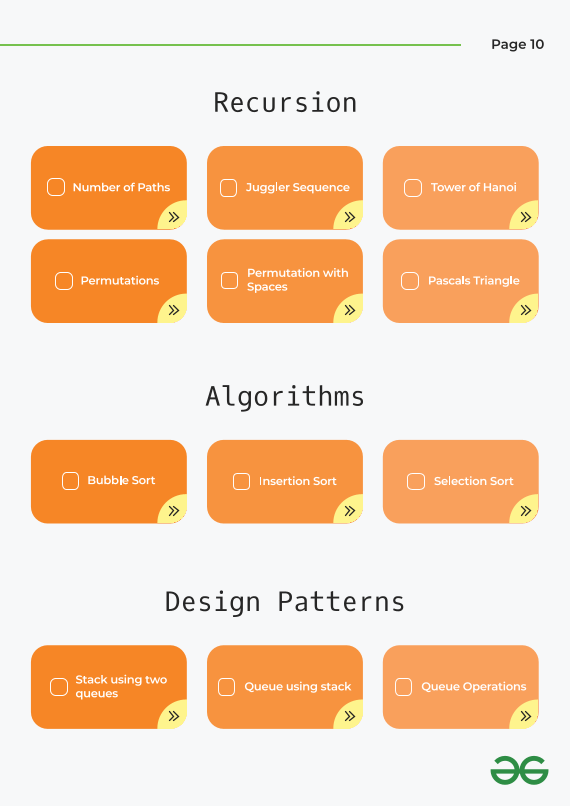 Page 10
Recursion
Number of Paths
Juggler Sequence
Tower of Hanoi
Permutations
Permutation with
Spaces
Pascals Triangle
Algorithms
Bubble Sort
Insertion Sort
Selection Sort
Design Patterns
Stack using two
queues
Queue using stack
Queue Operations